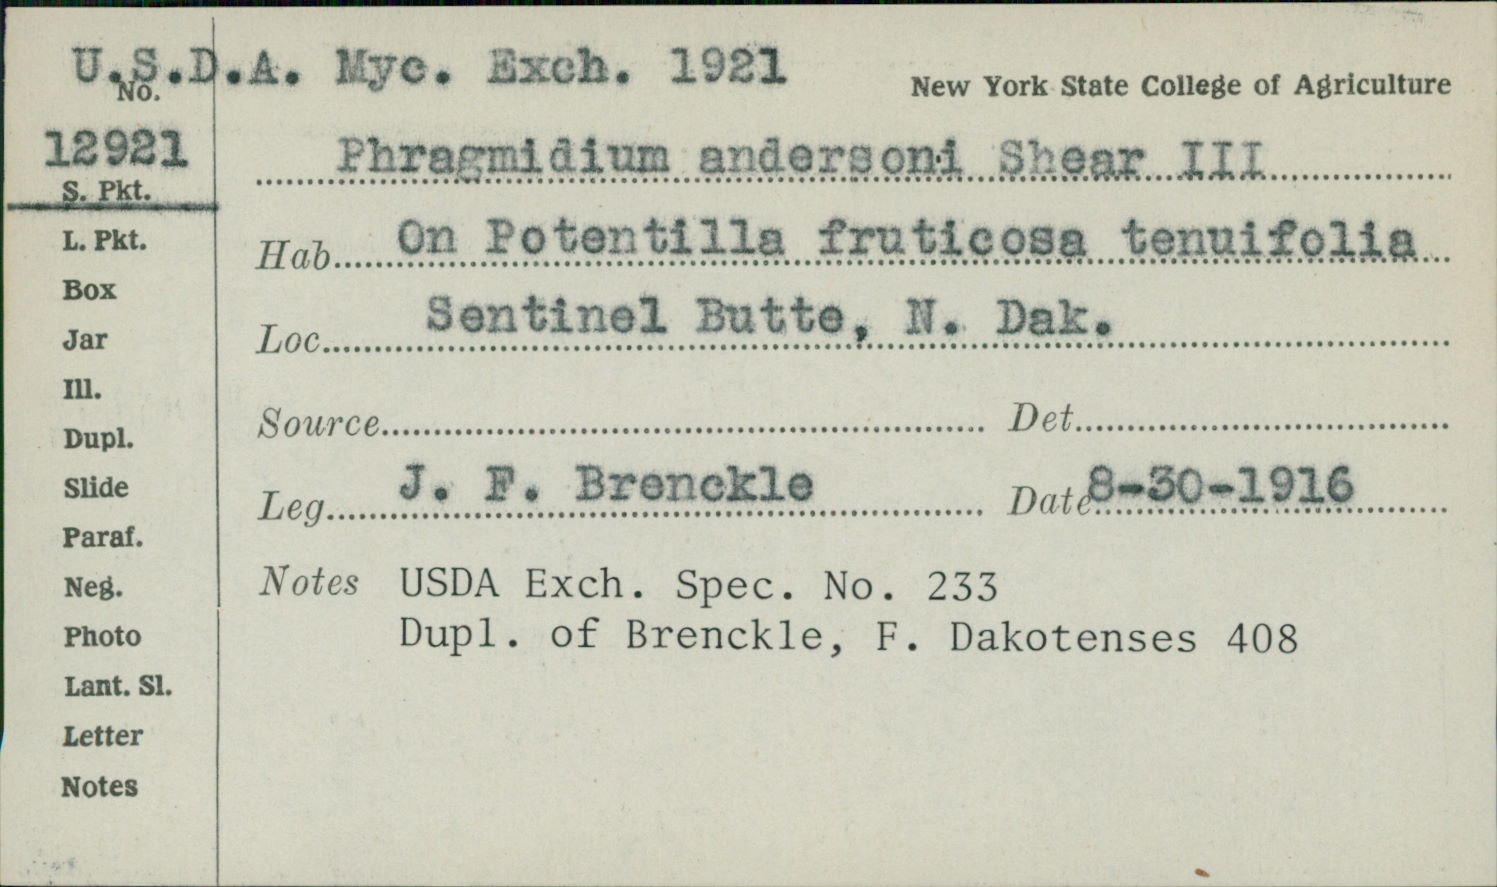 U.S.D.A. Myc. Exch. 1921
No.
New York State College of Agriculture
12921
Phragmidium andersoni Shear III
S. Pkt.
L. Pkt.
Hab. On Potentilla fruticosa tenuifolia
Box
Loc. Sentinel Butte, N. Dak.
Jar
Ill.
Source Det.
Dupl.
Slide
Leg. J. F. Brenckle Date 8-30-1916
Paraf.
Neg.
Notes USDA Exch. Spec. No. 233
Photo
Dupl. of Brenckle, F. Dakotenses 408
Lant. Sl.
Letter
Notes